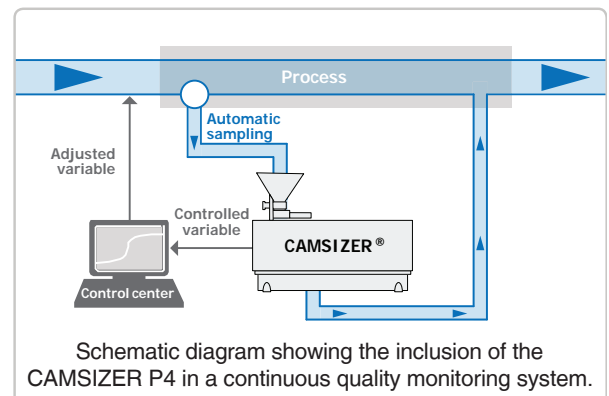 Process
Automatic
sampling
Adjusted
variable
Controlled
variable
CAMSIZER®
Control center
Schematic diagram showing the inclusion of the
CAMSIZER P4 in a continuous quality monitoring system.